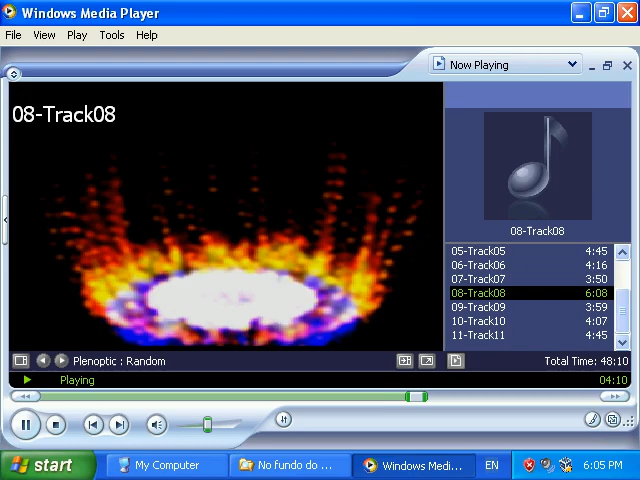 Windows Media Player
File View Play Tools Help
Now Playing
08-Track08
08-Track08
05-Track05 4:45
06-Track06 4:16
07-Track07 3:50
08-Track08 6:08
09-Track09 3:59
10-Track10 4:07
11-Track11 4:45
Plenoptic : Random
Total Time: 48:10
Playing
04:10
start
My Computer
No fundo do ...
Windows Medi...
EN
6:05 PM